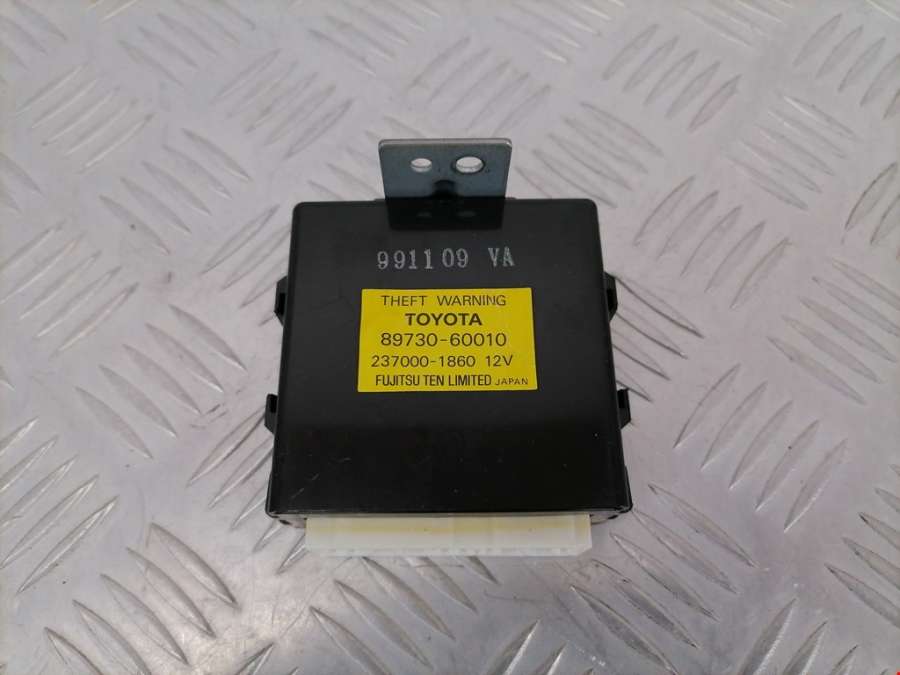 991109 VA
THEFT WARNING
TOYOTA
89730-60010
237000-1860 12V
FUJITSU TEN LIMITED JAPAN